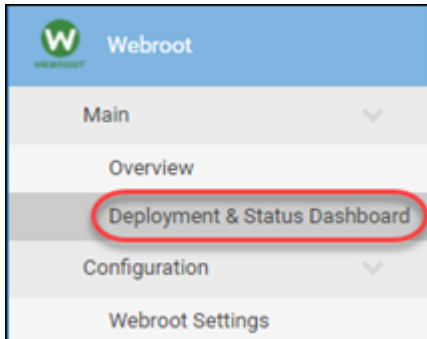 W Webroot
WEBROOT
Main
Overview
Deployment & Status Dashboard
Configuration
Webroot Settings